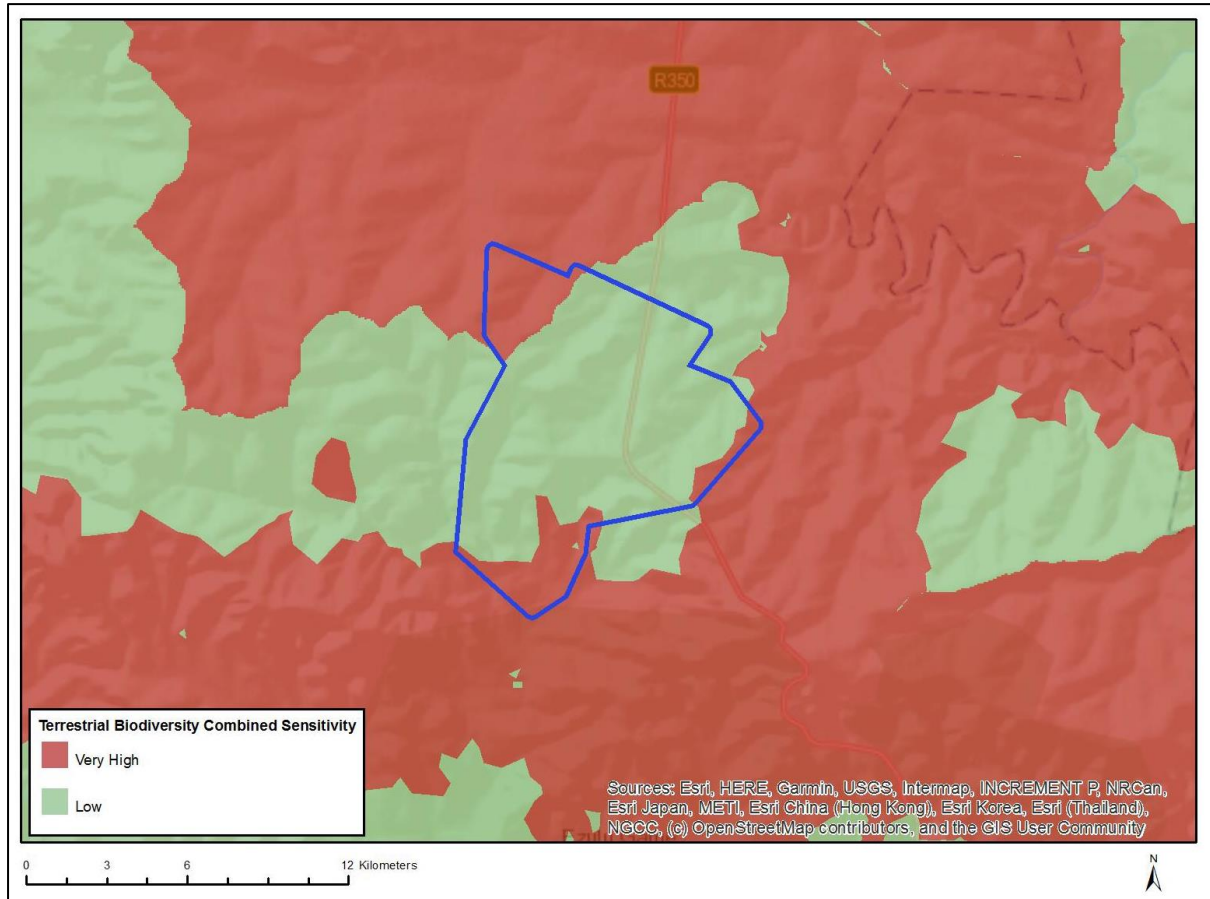 R350
Terrestrial Biodiversity Combined Sensitivity
Very High
Low
Sources: Esri, HERE, Garmin, USGS, Intermap, INCREMENT P, NRCan,
Esri Japan, METI, Esri China (Hong Kong), Esri Korea, Esri (Thailand),
NGCC, (c) OpenStreetMap contributors, and the GIS User Community
0 3 6 12 Kilometers
N